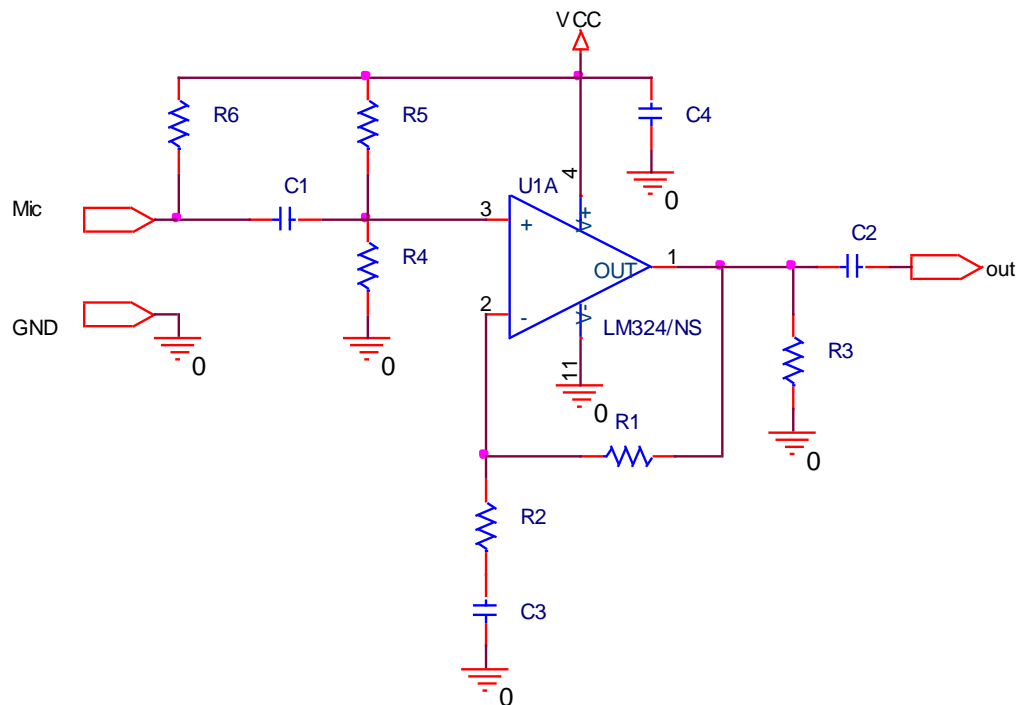 VCC
R6
R5
C4
4
0
Mic
C1
U1A
3
+
V+
R4
C2
OUT
1
out
2
-
V-
LM324/NS
GND
0
0
11
0
R3
R1
0
R2
C3
0